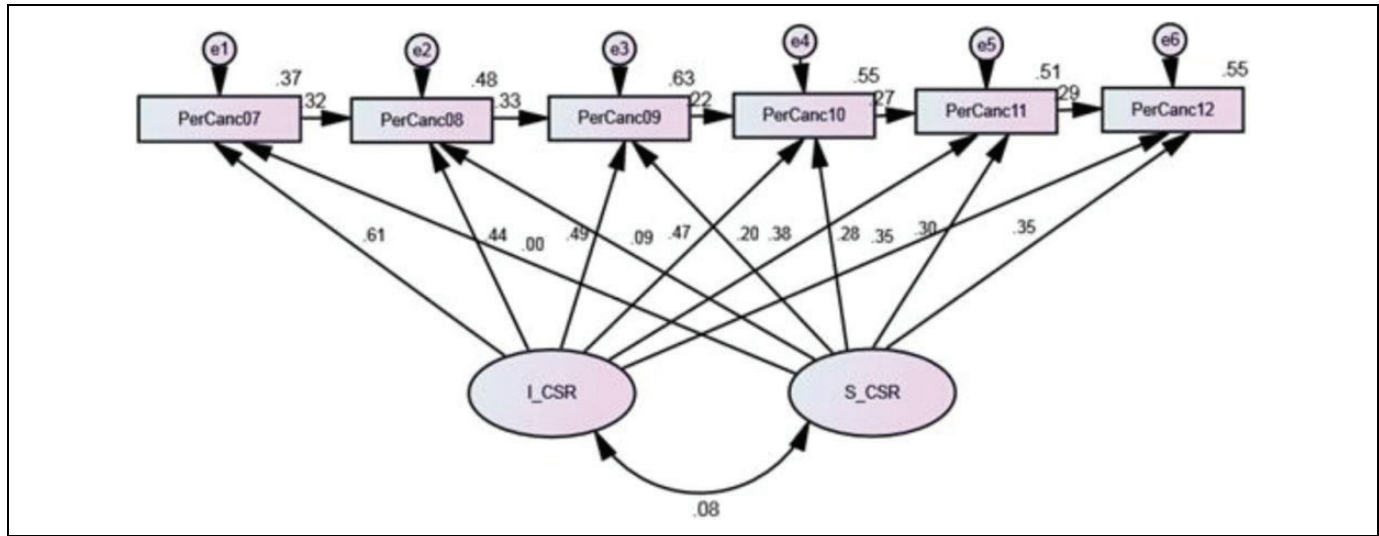 e1 e2 e3 e4 e5 e6
.37 .48 .63 .55 .51 .55
PerCanc07 .32 PerCanc08 .33 PerCanc09 .22 PerCanc10 .27 PerCanc11 .29 PerCanc12
.61 .44 .00 .49 .09 .47 .20 .38 .28 .35 .30 .35
I_CSR S_CSR
.08